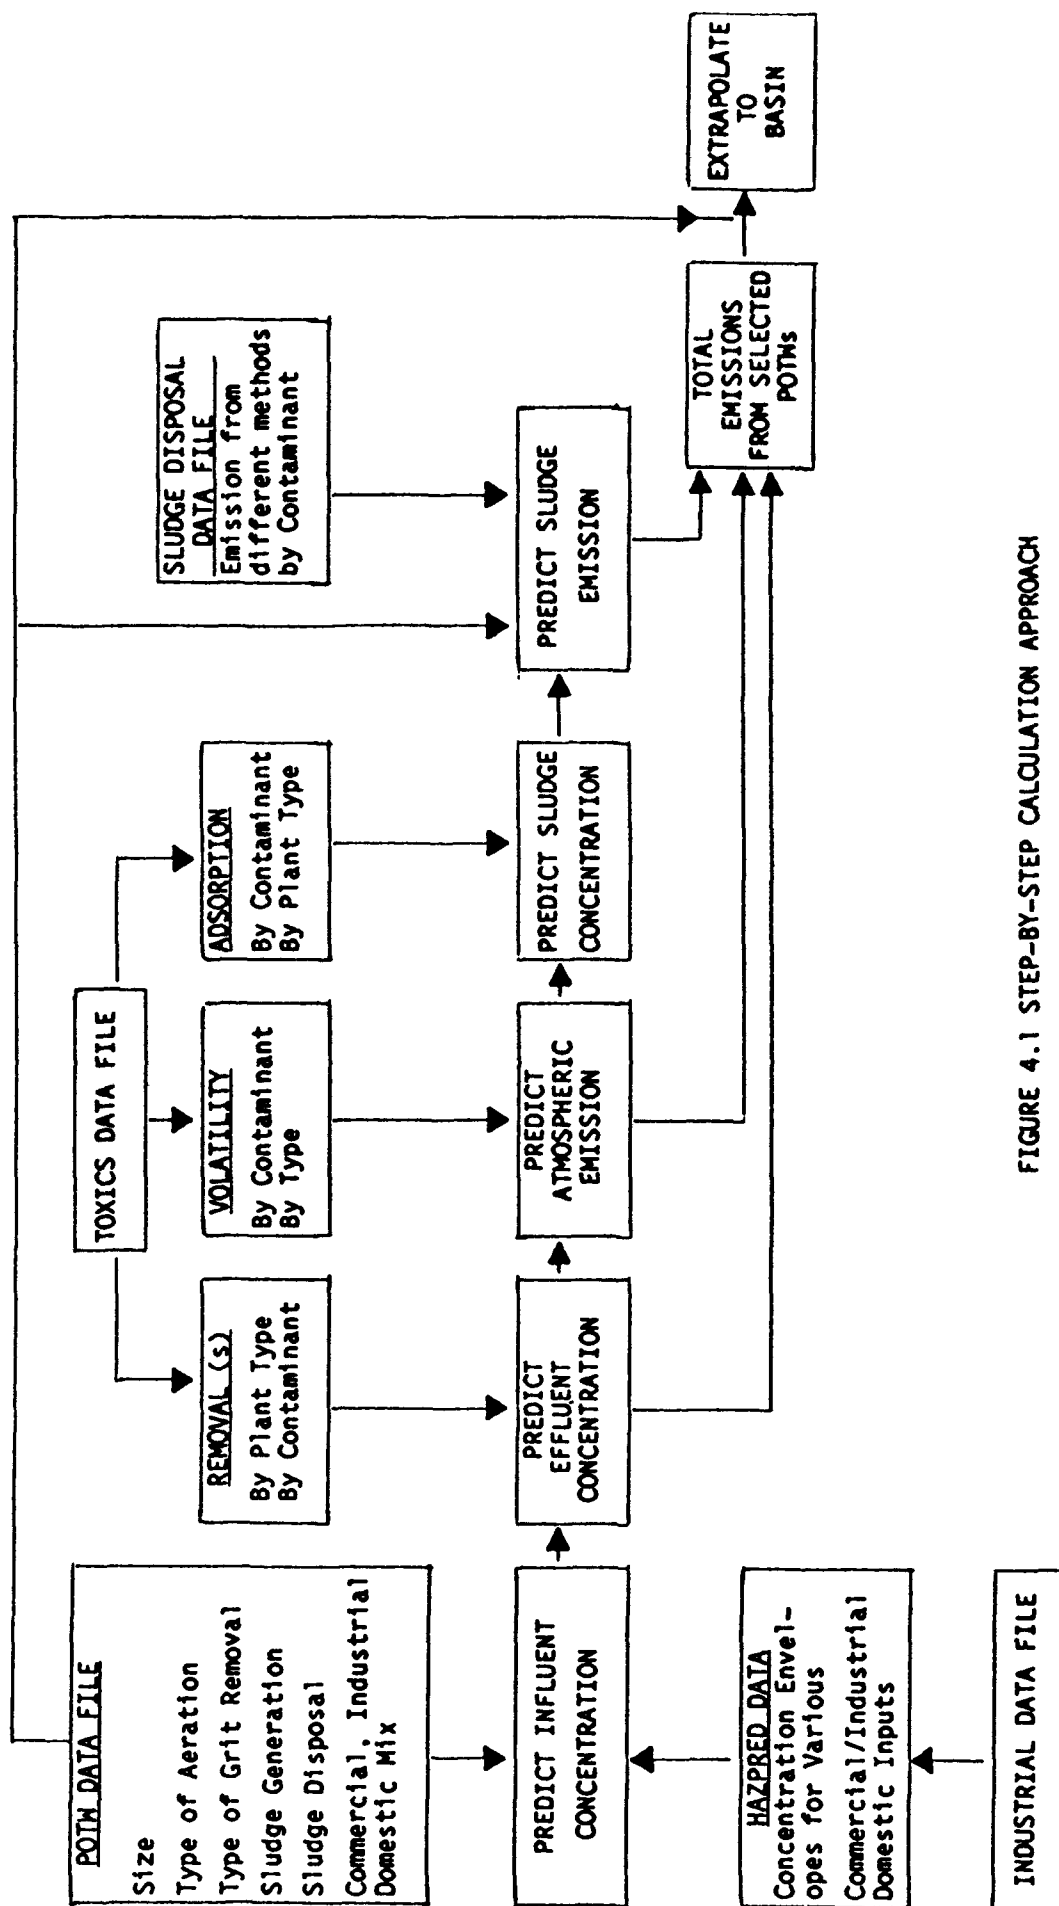 POTW DATA FILE
Size
Type of Aeration
Type of Grit Removal
Sludge Generation
Sludge Disposal
Commercial, Industrial
Domestic Mix
TOXICS DATA FILE
REMOVAL (s)
By Plant Type
By Contaminant
VOLATILITY
By Contaminant
By Type
ADSORPTION
By Contaminant
By Plant Type
SLUDGE DISPOSAL
DATA FILE
Emission from
different methods
by Contaminant
PREDICT INFLUENT
CONCENTRATION
PREDICT
EFFLUENT
CONCENTRATION
PREDICT
ATMOSPHERIC
EMISSION
PREDICT SLUDGE
CONCENTRATION
PREDICT SLUDGE
EMISSION
TOTAL
EMISSIONS
FROM SELECTED
POTWs
EXTRAPOLATE
TO
BASIN
HAZPRED DATA
Concentration Envel-
opes for Various
Commercial/Industrial
Domestic Inputs
INDUSTRIAL DATA FILE
FIGURE 4.1 STEP-BY-STEP CALCULATION APPROACH